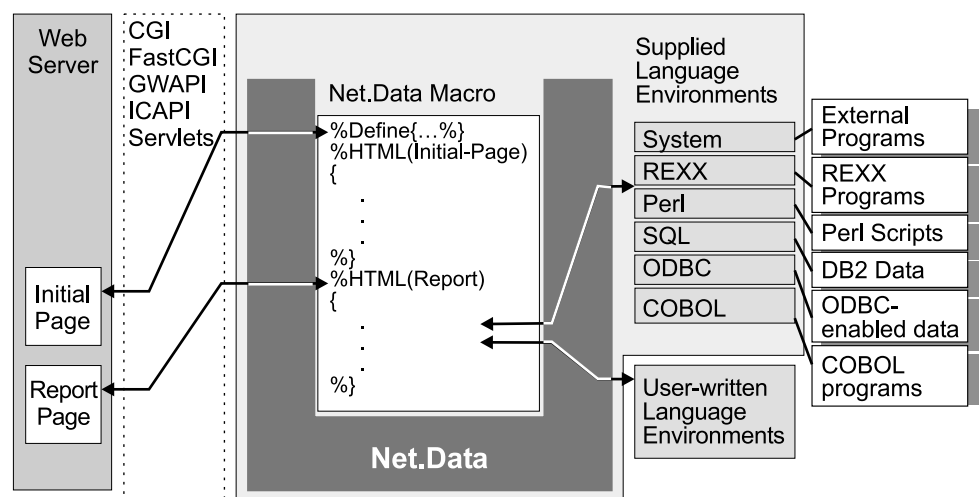 Web
Server
CGI
FastCGI
GWAPI
ICAPI
Servlets
Initial
Page
Report
Page
Net.Data Macro
%Define{...%}
%HTML(Initial-Page)
{
.
.
.
%}
%HTML(Report)
{
.
.
.
%}
Net.Data
Supplied
Language
Environments
System
REXX
Perl
SQL
ODBC
COBOL
User-written
Language
Environments
External
Programs
REXX
Programs
Perl Scripts
DB2 Data
ODBC-
enabled data
COBOL
programs